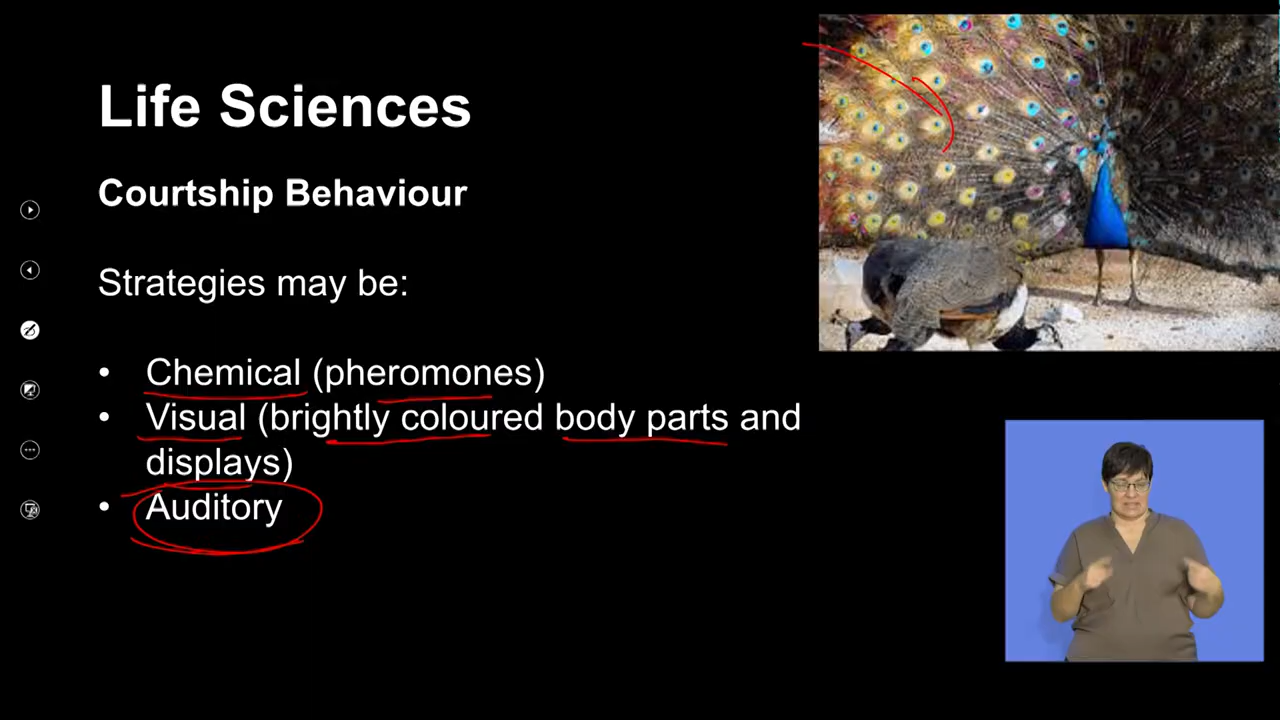 Life Sciences
Courtship Behaviour
Strategies may be:
• Chemical (pheromones)
• Visual (brightly coloured body parts and
displays)
• Auditory